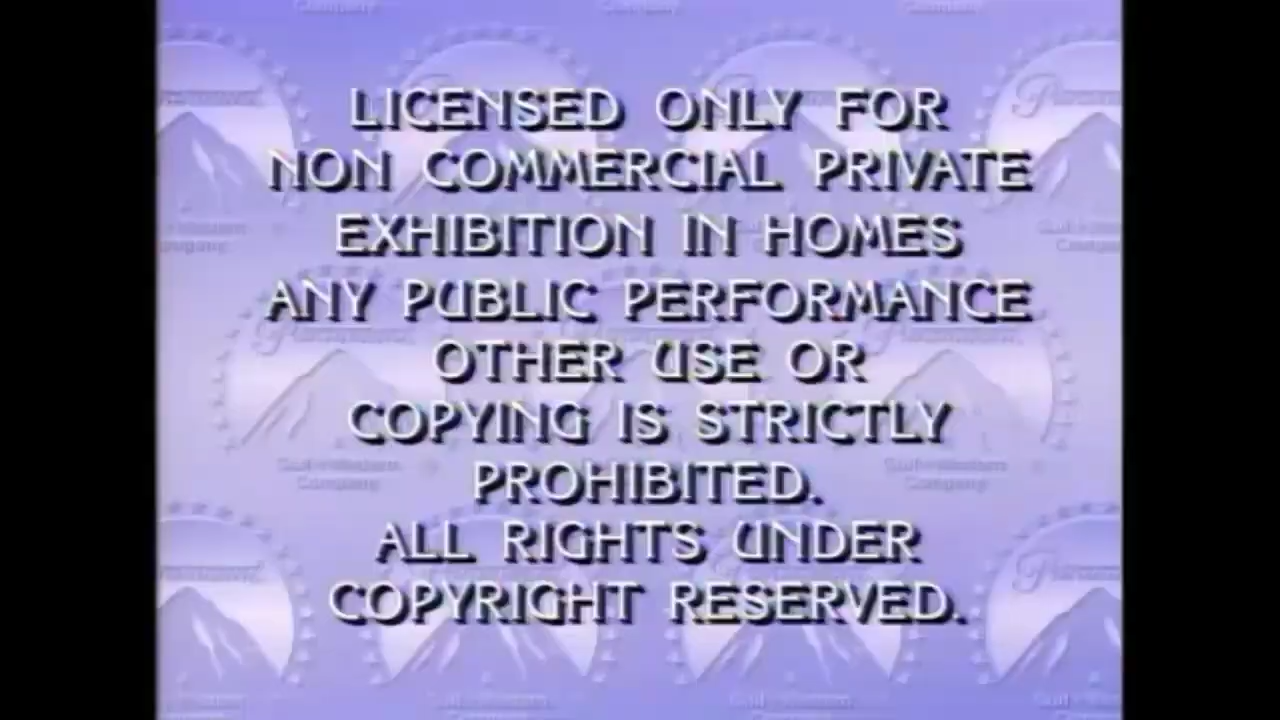 LICENSED ONLY FOR
NON COMMERCIAL PRIVATE
EXHIBITION IN HOMES
ANY PUBLIC PERFORMANCE
OTHER USE OR
COPYING IS STRICTLY
PROHIBITED.
ALL RIGHTS UNDER
COPYRIGHT RESERVED.